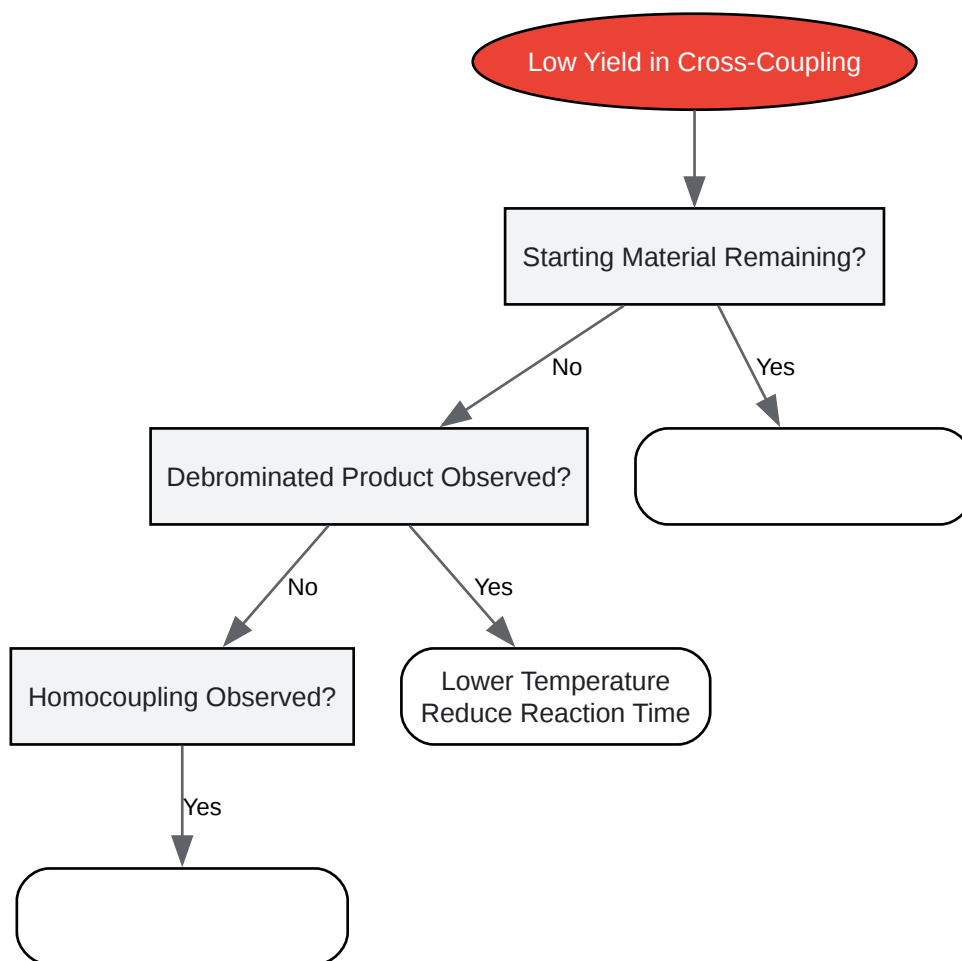 Low Yield in Cross-Coupling
Starting Material Remaining?
No
Yes
Debrominated Product Observed?
No
Yes
Homocoupling Observed?
Lower Temperature
Reduce Reaction Time
Yes